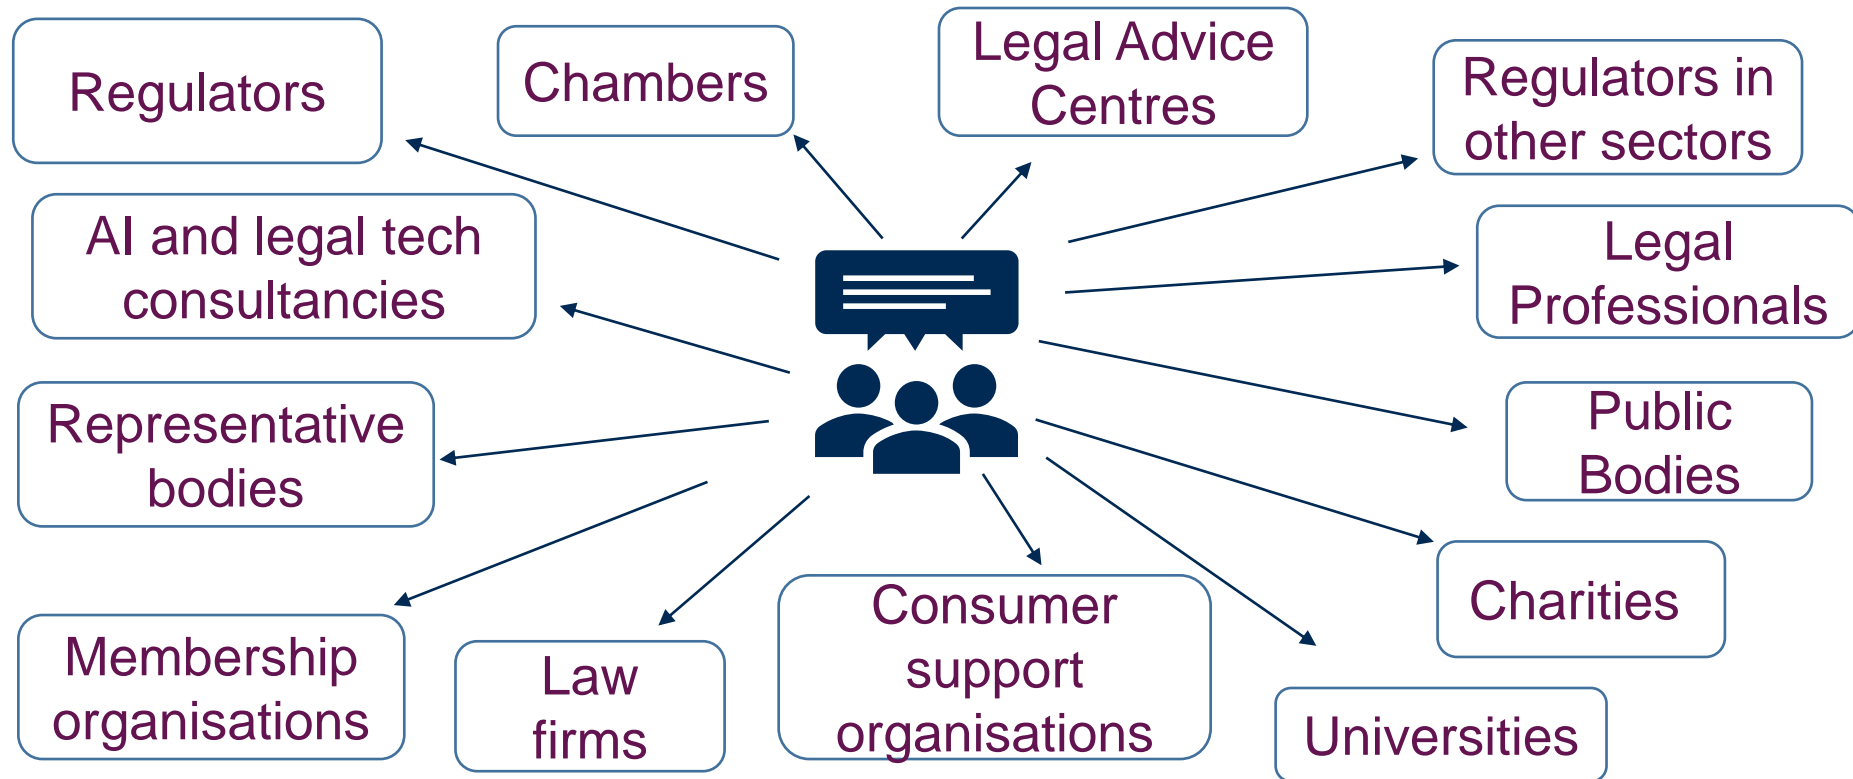 Regulators
Chambers
Legal Advice
Centres
Regulators in
other sectors
AI and legal tech
consultancies
Legal
Professionals
Representative
bodies
Public
Bodies
Membership
organisations
Law
firms
Consumer
support
organisations
Charities
Universities